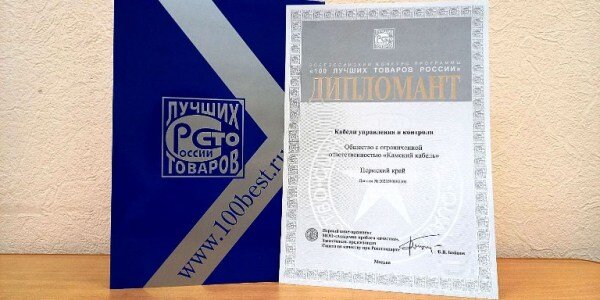 ЛУЧШИХ
СТО
РОССИИ
ТОВАРОВ
www.100best.ru
ВСЕРОССИЙСКИЙ КОНКУРС ПРОГРАММЫ
«100 ЛУЧШИХ ТОВАРОВ РОССИИ»
ДИПЛОМАНТ
Кабели управления и контроля
Общество с ограниченной
ответственностью «Камский кабель»
Пермский край
Москва